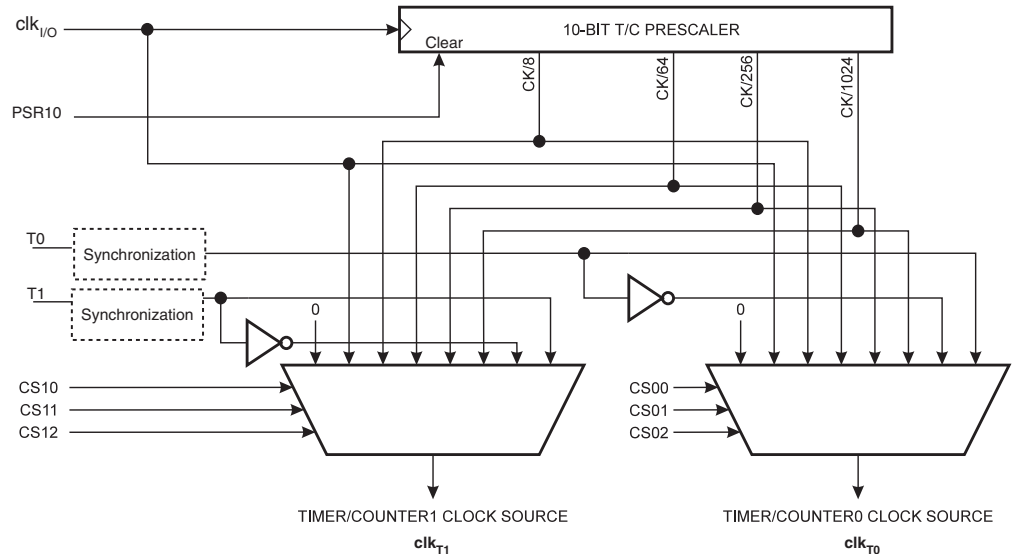 clkI/O
10-BIT T/C PRESCALER
Clear
CK/8
CK/64
CK/256
CK/1024
PSR10
T0
Synchronization
T1
Synchronization
0
0
CS10
CS11
CS12
CS00
CS01
CS02
TIMER/COUNTER1 CLOCK SOURCE
clkT1
TIMER/COUNTER0 CLOCK SOURCE
clkT0